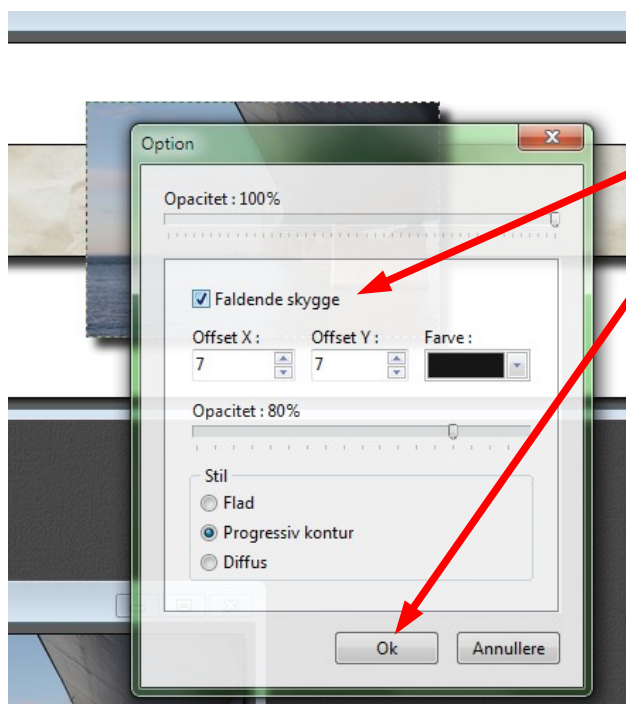 Option
Opacitet : 100%
Faldende skygge
Offset X : Offset Y : Farve :
7 7
Opacitet : 80%
Stil
Flad
Progressiv kontur
Diffus
Ok Annullere